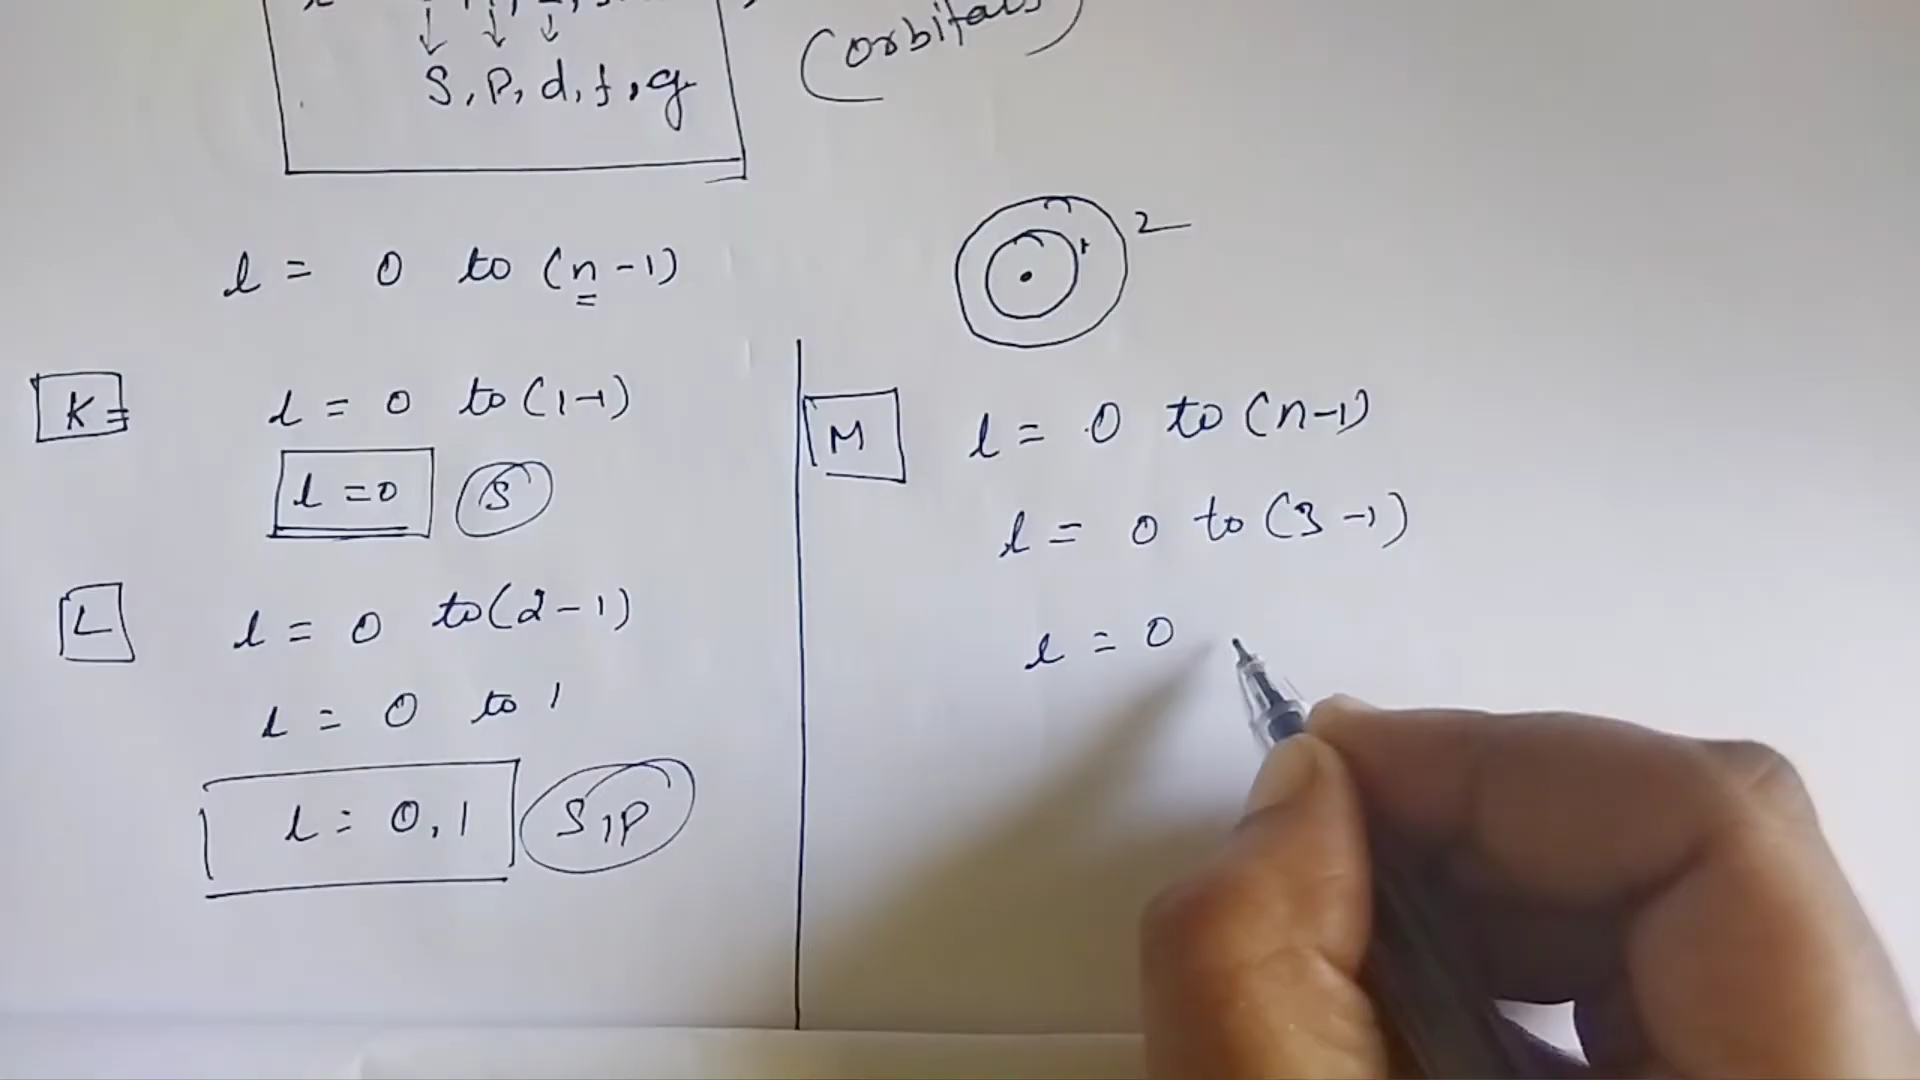 S, P, d, f, g
(orbitals)
l = 0 to (n-1)
2
1
K=
l = 0 to (1-1)
l = 0 S
L
l = 0 to (2-1)
l = 0 to 1
l = 0, 1 S, P
M
l = 0 to (n-1)
l = 0 to (3-1)
l = 0